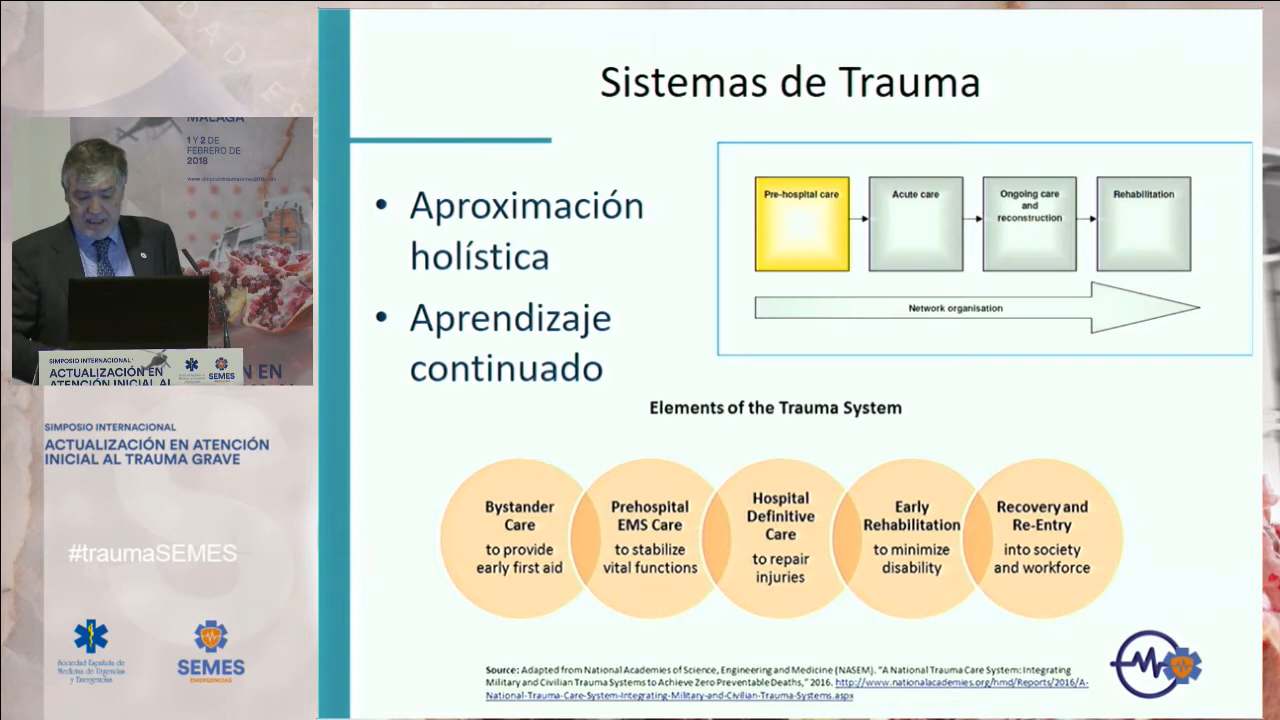 Sistemas de Trauma
• Aproximación
holística
• Aprendizaje
continuado
Pre-hospital care
Acute care
Ongoing care
and
reconstruction
Rehabilitation
Network organisation
Elements of the Trauma System
Bystander
Care
to provide
early first aid
Prehospital
EMS Care
to stabilize
vital functions
Hospital
Definitive
Care
to repair
injuries
Early
Rehabilitation
to minimize
disability
Recovery and
Re-Entry
into society
and workforce
Source: Adapted from National Academies of Science, Engineering and Medicine (NASEM). "A National Trauma Care System: Integrating
Military and Civilian Trauma Systems to Achieve Zero Preventable Deaths," 2016. http://www.nationalacademies.org/hmd/Reports/2016/A-
National-Trauma-Care-System-Integrating-Military-and-Civilian-Trauma-Systems.aspx
MÁLAGA
1 Y 2 DE
FEBRERO DE
2018
SIMPOSIO INTERNACIONAL
ACTUALIZACIÓN EN
ATENCIÓN INICIAL AL
SEMES
EN EN
SIMPOSIO INTERNACIONAL
ACTUALIZACIÓN EN ATENCIÓN
INICIAL AL TRAUMA GRAVE
#traumaSEMES
Sociedad Española de
Medicina de Urgencias
y Emergencias
SEMES
EMERGENCIAS